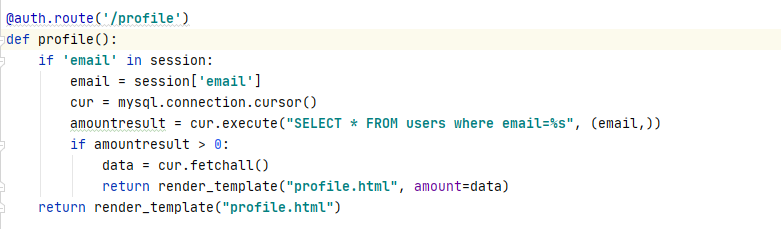 @auth.route('/profile')
def profile():
    if 'email' in session:
        email = session['email']
        cur = mysql.connection.cursor()
        amountresult = cur.execute("SELECT * FROM users where email=%s", (email,))
        if amountresult > 0:
            data = cur.fetchall()
            return render_template("profile.html", amount=data)
    return render_template("profile.html")